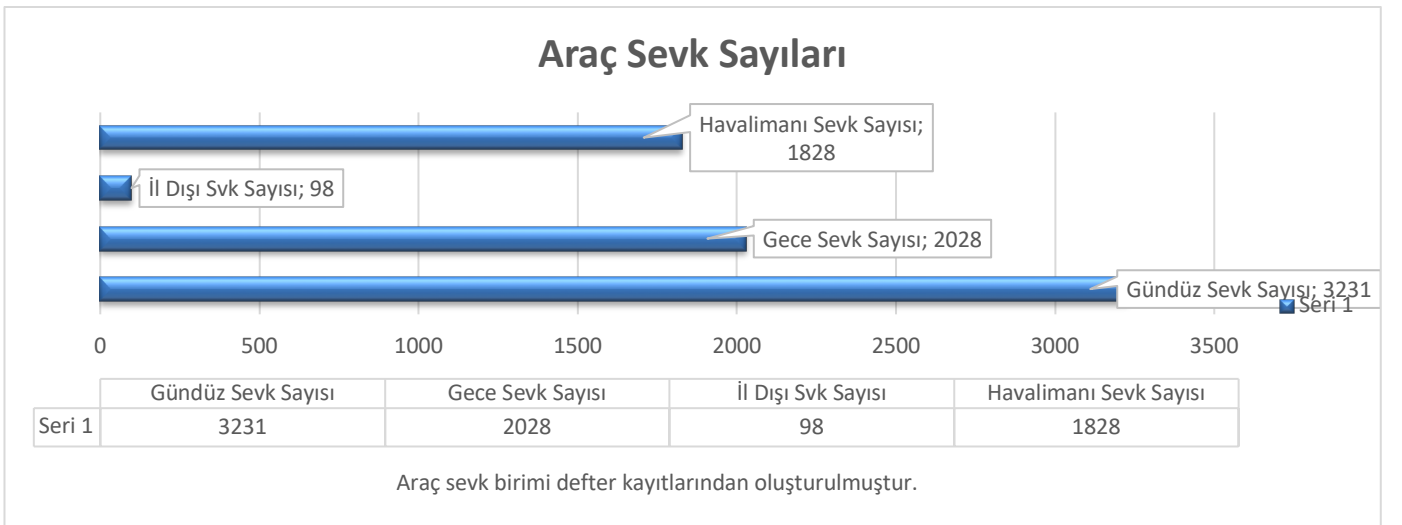 Araç Sevk Sayıları
Havalimanı Sevk Sayısı;
1828
İl Dışı Svk Sayısı; 98
Gece Sevk Sayısı; 2028
Gündüz Sevk Sayısı; 3231
Seri 1
0 500 1000 1500 2000 2500 3000 3500
Gündüz Sevk Sayısı Gece Sevk Sayısı İl Dışı Svk Sayısı Havalimanı Sevk Sayısı
Seri 1 3231 2028 98 1828
Araç sevk birimi defter kayıtlarından oluşturulmuştur.